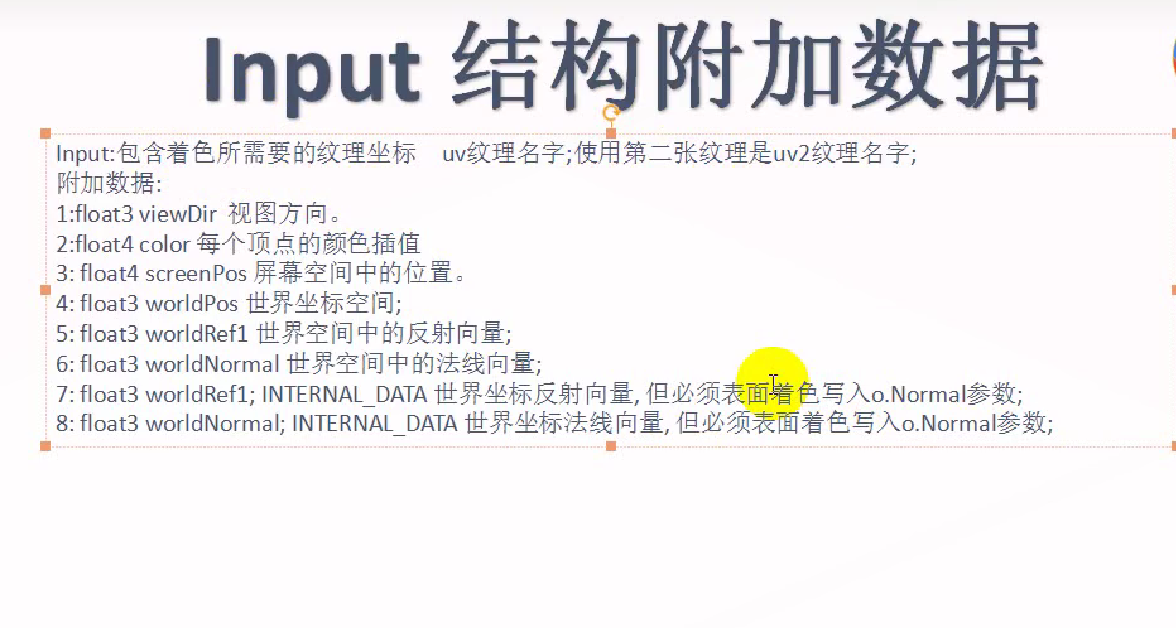 Input 结构附加数据
Input:包含着色所需要的纹理坐标 uv纹理名字;使用第二张纹理是uv2纹理名字;
附加数据:
1:float3 viewDir 视图方向。
2:float4 color 每个顶点的颜色插值
3: float4 screenPos 屏幕空间中的位置。
4: float3 worldPos 世界坐标空间;
5: float3 worldRef1 世界空间中的反射向量;
6: float3 worldNormal 世界空间中的法线向量;
7: float3 worldRef1; INTERNAL_DATA 世界坐标反射向量, 但必须表面着色写入o.Normal参数;
8: float3 worldNormal; INTERNAL_DATA 世界坐标法线向量, 但必须表面着色写入o.Normal参数;